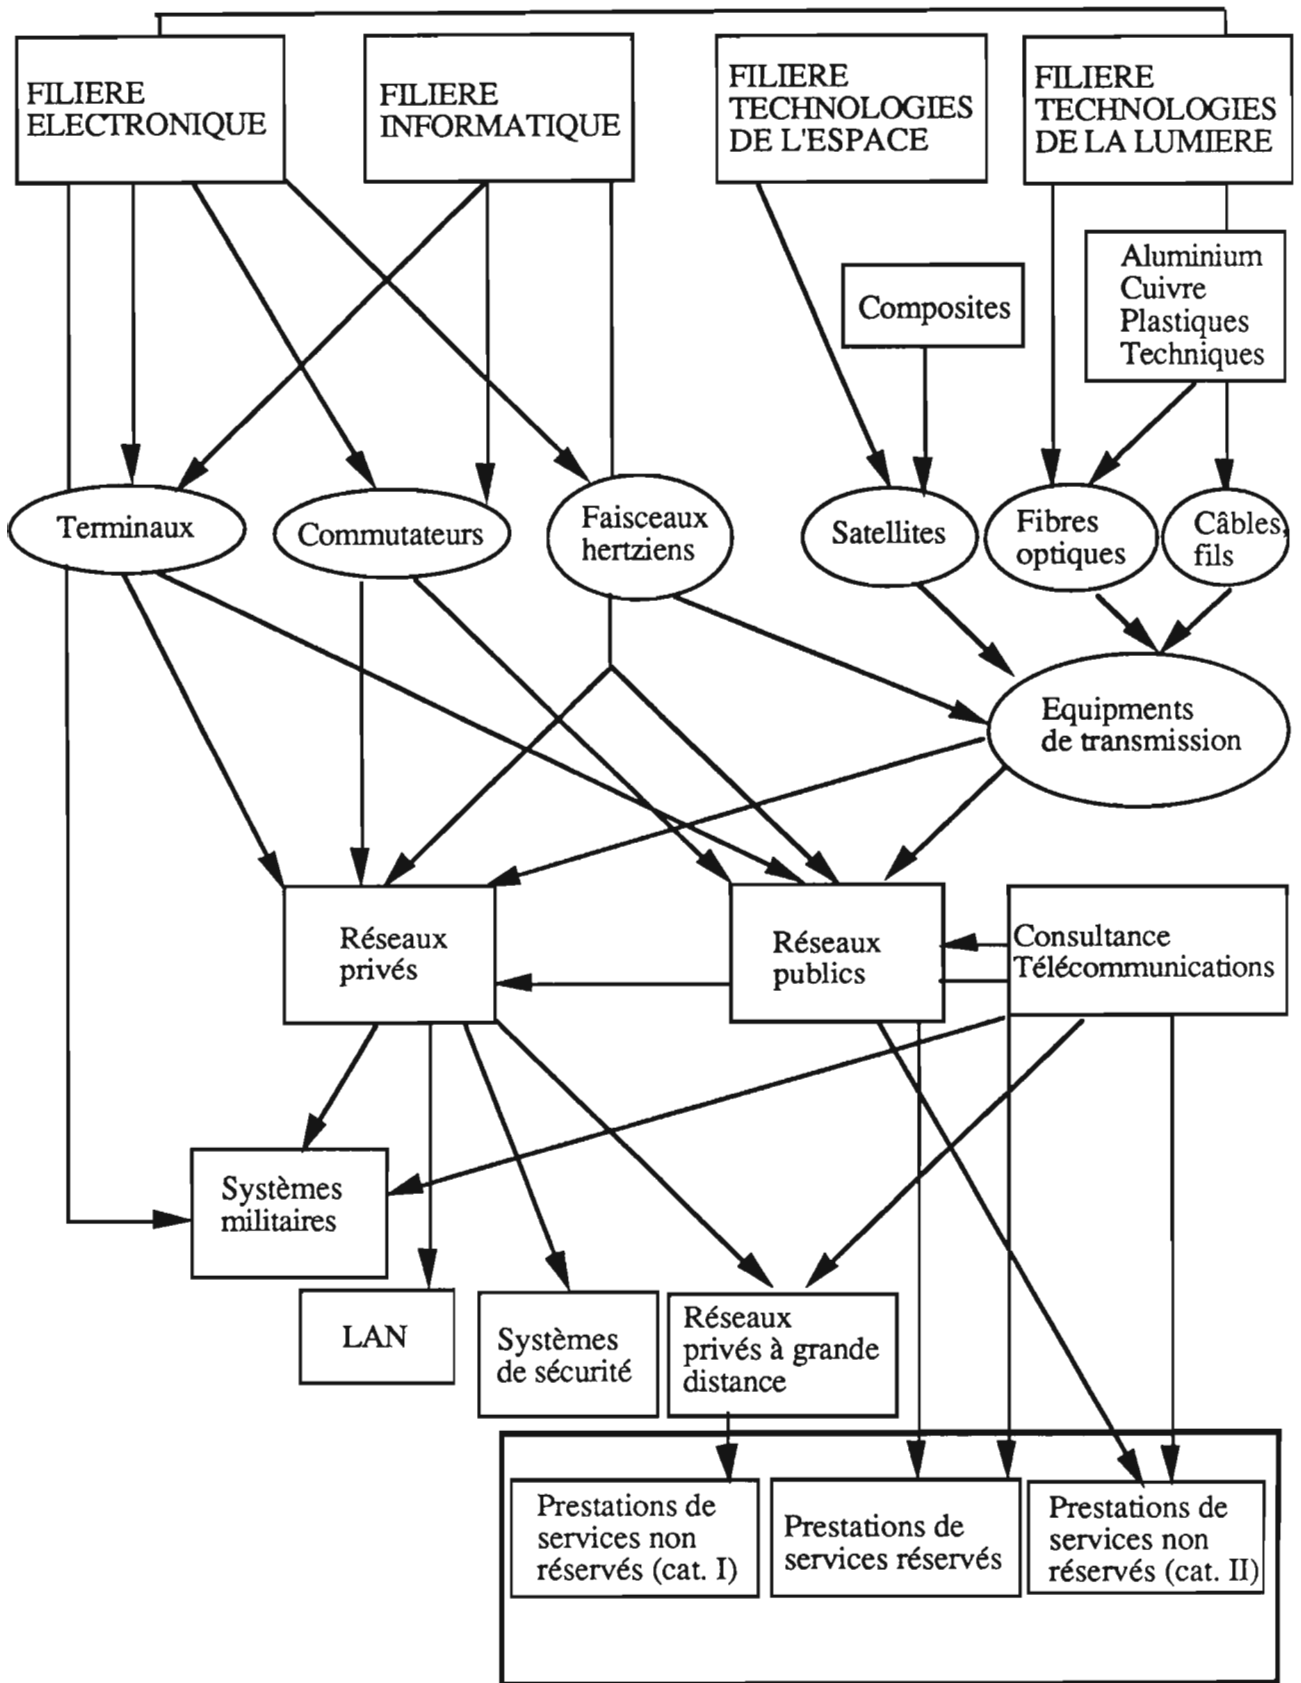 FILIERE
ELECTRONIQUE
FILIERE
INFORMATIQUE
FILIERE
TECHNOLOGIES
DE L'ESPACE
FILIERE
TECHNOLOGIES
DE LA LUMIERE
Aluminium
Cuivre
Plastiques
Techniques
Composites
Terminaux
Commutateurs
Faisceaux
hertziens
Satellites
Fibres
optiques
Câbles,
fils
Equipments
de transmission
Réseaux
privés
Réseaux
publics
Consultance
Télécommunications
Systèmes
militaires
LAN
Systèmes
de sécurité
Réseaux
privés à grande
distance
Prestations de
services non
réservés (cat. I)
Prestations de
services réservés
Prestations de
services non
réservés (cat. II)